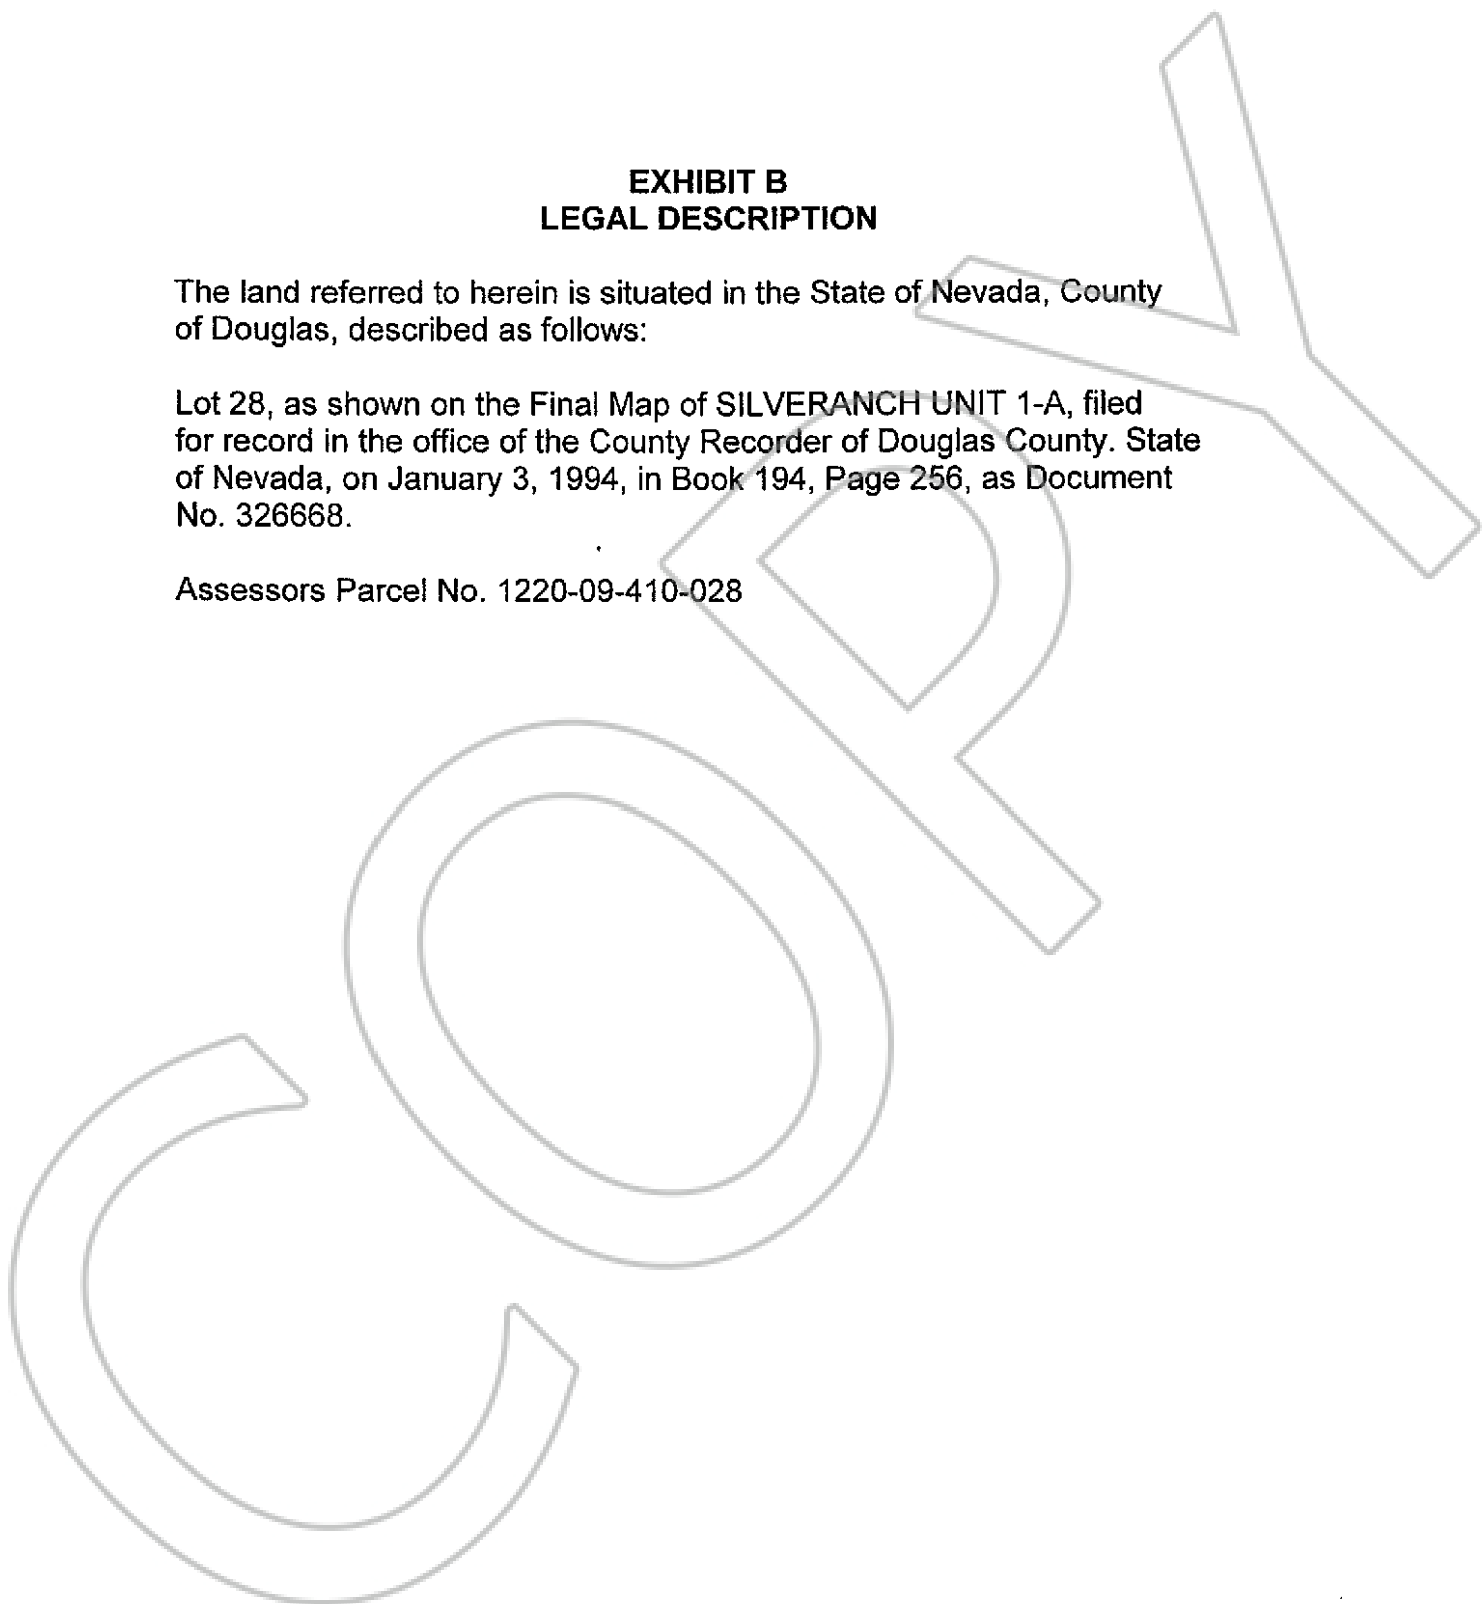 EXHIBIT B
LEGAL DESCRIPTION
The land referred to herein is situated in the State of Nevada, County
of Douglas, described as follows:
Lot 28, as shown on the Final Map of SILVERANCH UNIT 1-A, filed
for record in the office of the County Recorder of Douglas County. State
of Nevada, on January 3, 1994, in Book 194, Page 256, as Document
No. 326668.
Assessors Parcel No. 1220-09-410-028
COPY